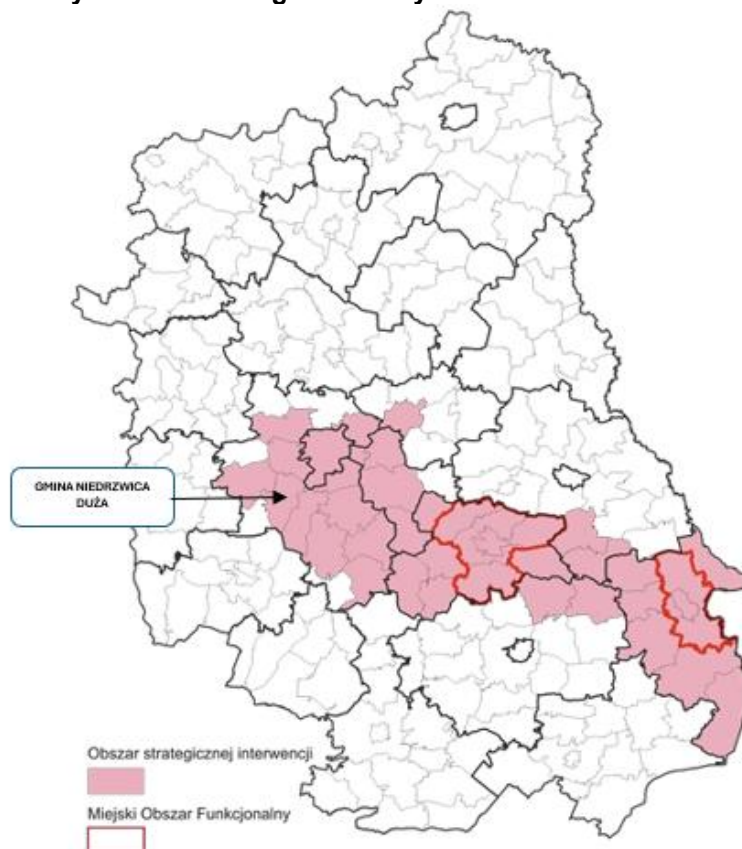 GMINA NIEDRZWICA
DUŻA
Obszar strategicznej interwencji
Miejski Obszar Funkcjonalny